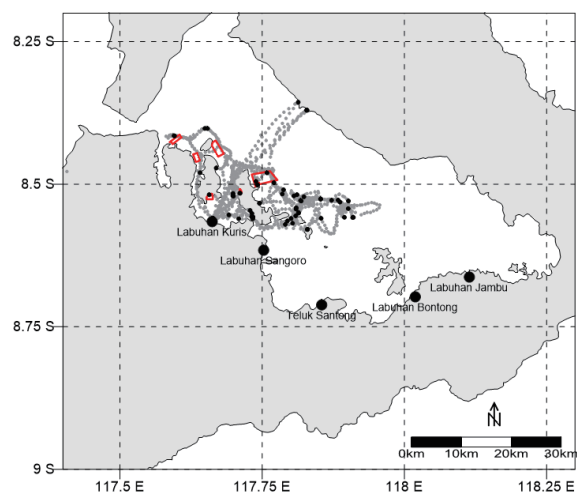 8.25 S
8.5 S
Labuhan Kuris
Labuhan Sangoro
Labuhan Jambu
Teluk Santong
Labuhan Bontong
8.75 S
N
0km
10km
20km
30km
9 S
117.5 E
117.75 E
118 E
118.25 E